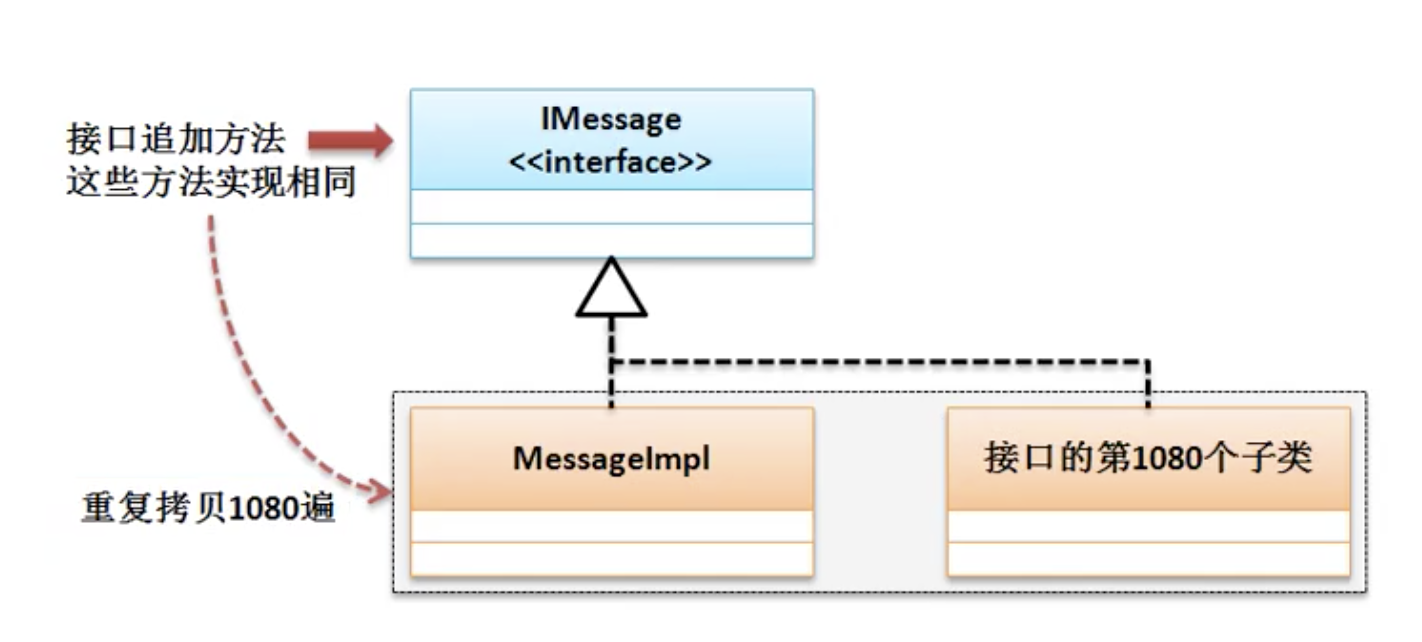 接口追加方法
这些方法实现相同
IMessage
<<interface>>
MessageImpl
接口的第1080个子类
重复拷贝1080遍